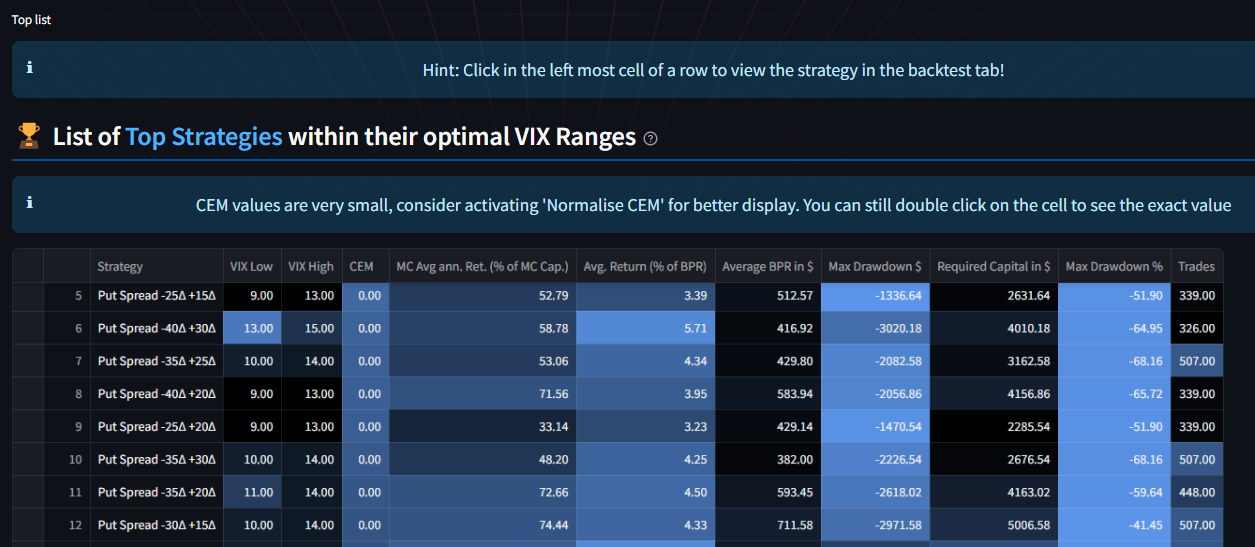 Top list
Hint: Click in the left most cell of a row to view the strategy in the backtest tab!
🏆 List of Top Strategies within their optimal VIX Ranges
CEM values are very small, consider activating 'Normalise CEM' for better display. You can still double click on the cell to see the exact value
Strategy VIX Low VIX High CEM MC Avg ann. Ret. (% of MC Cap.) Avg. Return (% of BPR) Average BPR in $ Max Drawdown $ Required Capital in $ Max Drawdown % Trades
5 Put Spread -25Δ +15Δ 9.00 13.00 0.00 52.79 3.39 512.57 -1336.64 2631.64 -51.90 339.00
6 Put Spread -40Δ +30Δ 13.00 15.00 0.00 58.78 5.71 416.92 -3020.18 4010.18 -64.95 326.00
7 Put Spread -35Δ +25Δ 10.00 14.00 0.00 53.06 4.34 429.80 -2082.58 3162.58 -68.16 507.00
8 Put Spread -40Δ +20Δ 9.00 13.00 0.00 71.56 3.95 583.94 -2056.86 4156.86 -65.72 339.00
9 Put Spread -25Δ +20Δ 9.00 13.00 0.00 33.14 3.23 429.14 -1470.54 2285.54 -51.90 339.00
10 Put Spread -35Δ +30Δ 10.00 14.00 0.00 48.20 4.25 382.00 -2226.54 2676.54 -68.16 507.00
11 Put Spread -35Δ +20Δ 11.00 14.00 0.00 72.66 4.50 593.45 -2618.02 4163.02 -59.64 448.00
12 Put Spread -30Δ +15Δ 10.00 14.00 0.00 74.44 4.33 711.58 -2971.58 5006.58 -41.45 507.00